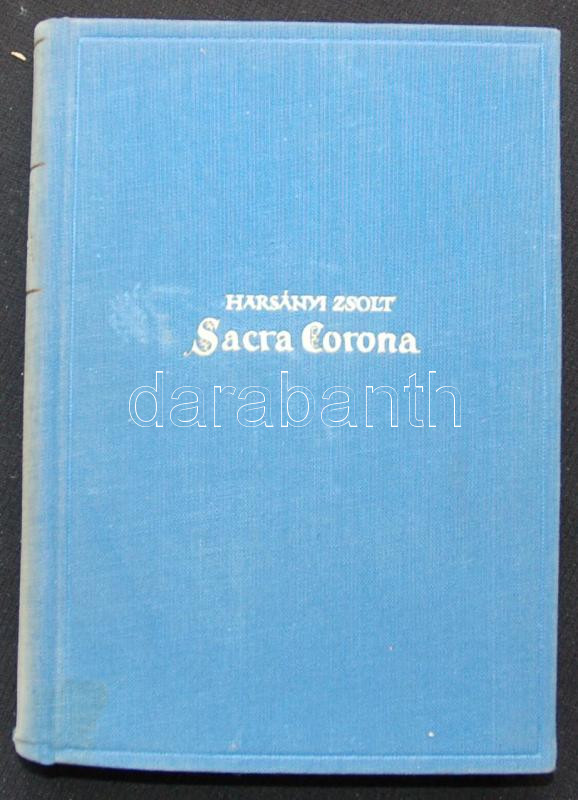 HARSÁNYI ZSOLT
Sacra Corona
darabanth